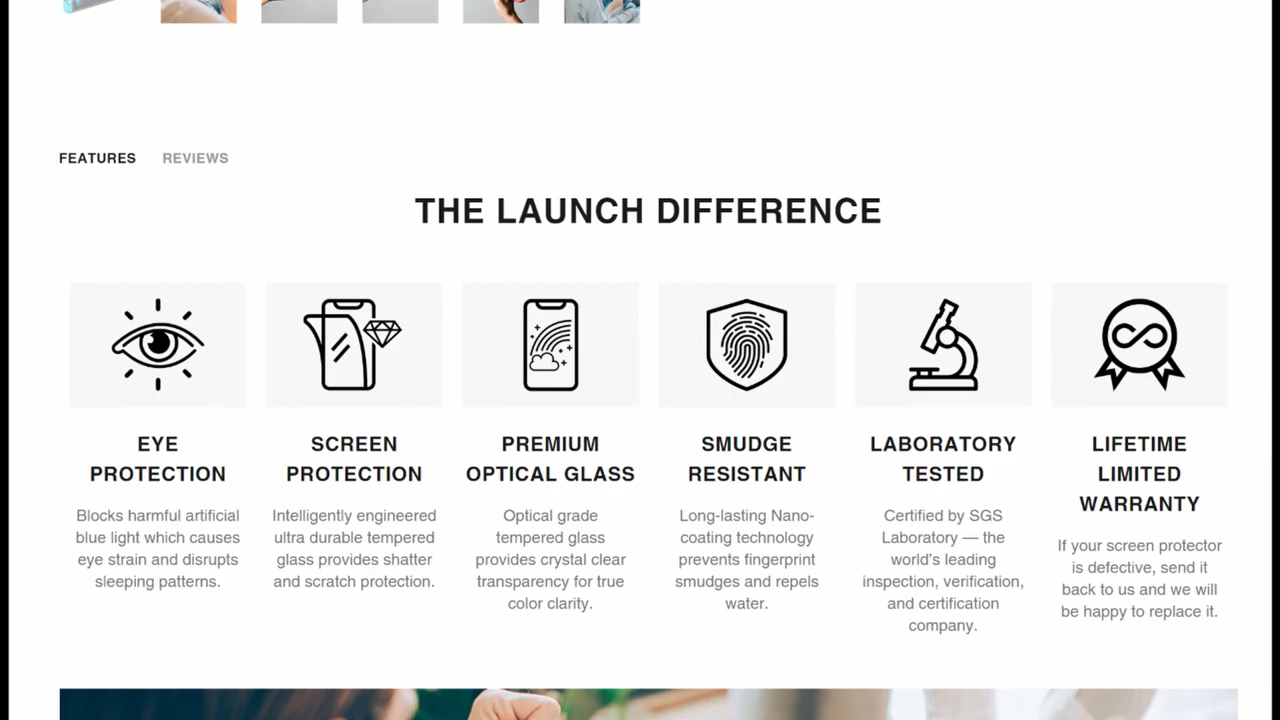 FEATURES REVIEWS
THE LAUNCH DIFFERENCE
EYE
PROTECTION
Blocks harmful artificial
blue light which causes
eye strain and disrupts
sleeping patterns.
SCREEN
PROTECTION
Intelligently engineered
ultra durable tempered
glass provides shatter
and scratch protection.
PREMIUM
OPTICAL GLASS
Optical grade
tempered glass
provides crystal clear
transparency for true
color clarity.
SMUDGE
RESISTANT
Long-lasting Nano-
coating technology
prevents fingerprint
smudges and repels
water.
LABORATORY
TESTED
Certified by SGS
Laboratory — the
world's leading
inspection, verification,
and certification
company.
LIFETIME
LIMITED
WARRANTY
If your screen protector
is defective, send it
back to us and we will
be happy to replace it.